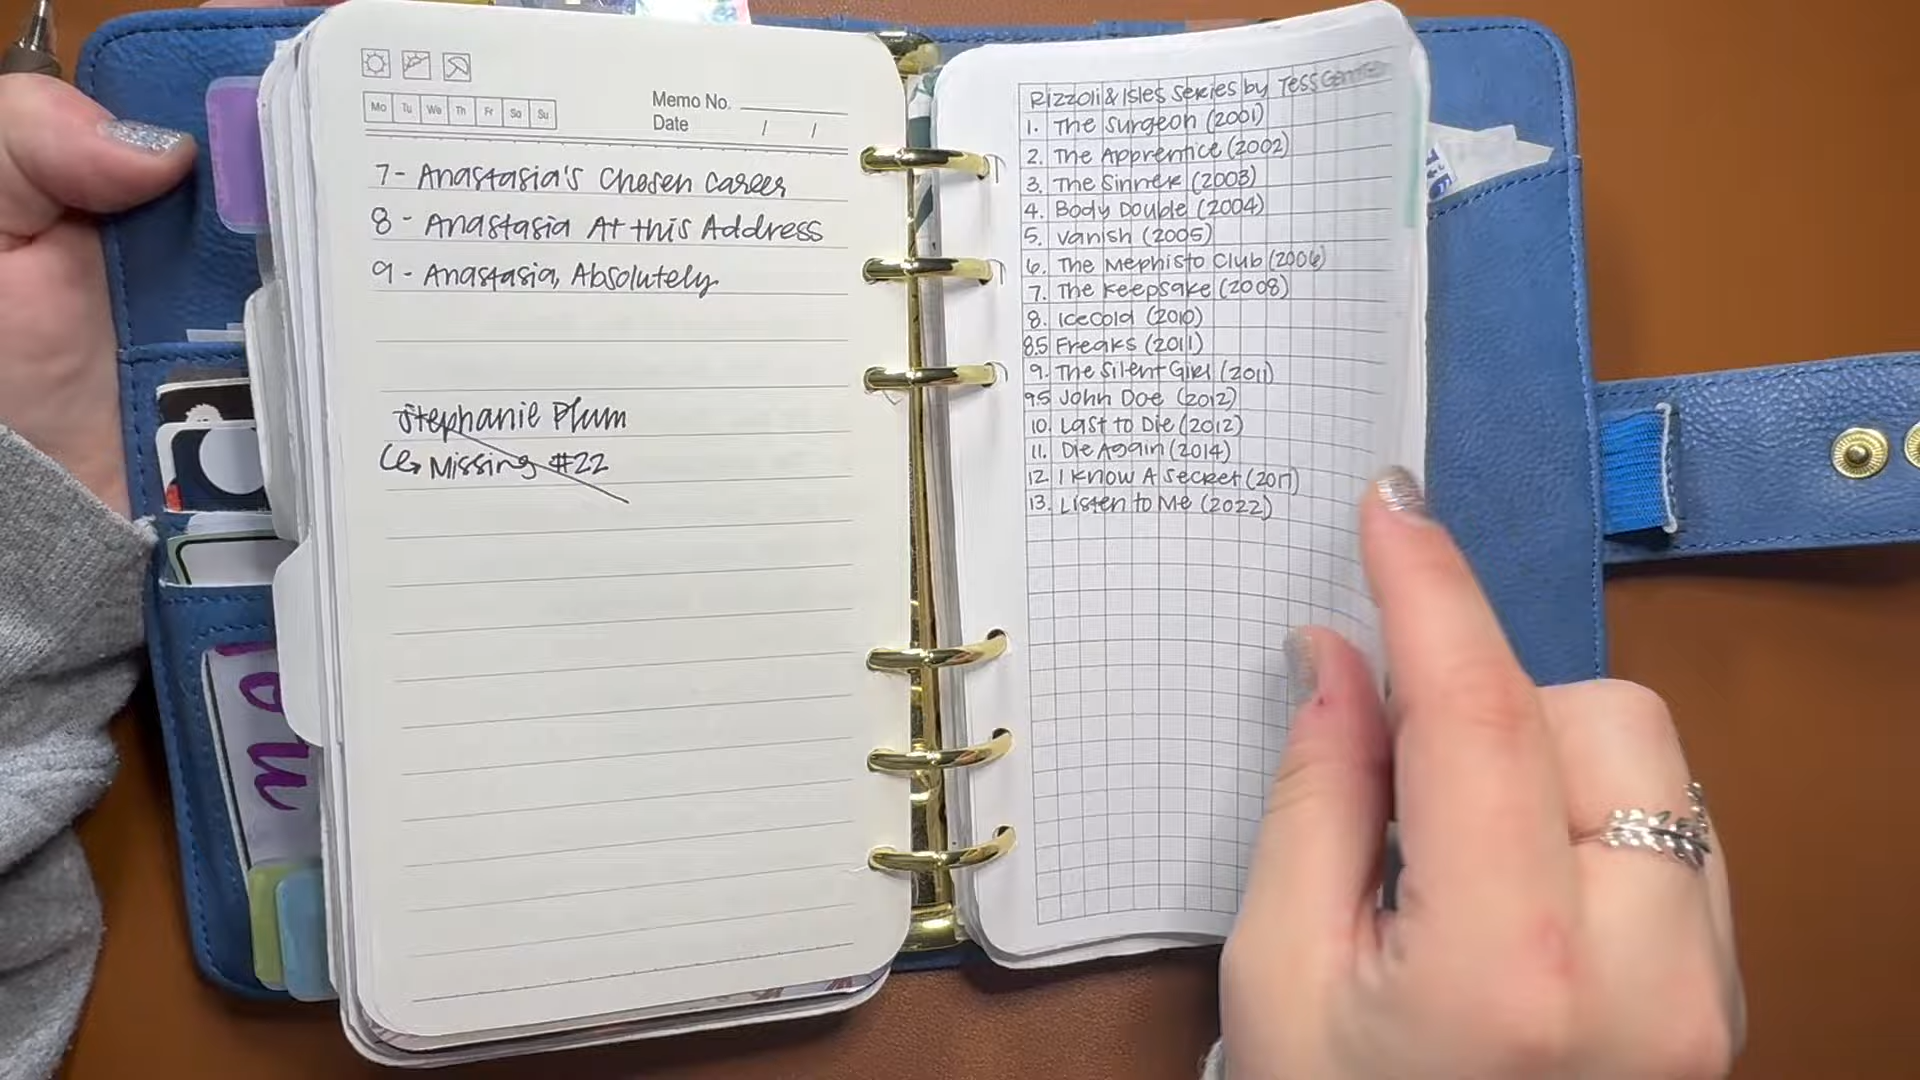 Mo Tu We Th Fr Sa Su
Memo No.
Date / /
7- Anastasia's Chosen Career
8 - Anastasia At this Address
9 - Anastasia, Absolutely
Stephanie Plum
Missing #22
Rizzoli & Isles Series by Tess
1. The Surgeon (2001)
2. The Apprentice (2002)
3. The Sinner (2003)
4. Body Double (2004)
5. Vanish (2005)
6. The Mephisto Club (2006)
7. The Keepsake (2008)
8. Ice Cold (2010)
8.5 Freaks (2011)
9. The Silent Girl (2011)
9.5 John Doe (2012)
10. Last to Die (2012)
11. Die Again (2014)
12. I Know A Secret (2017)
13. Listen to Me (2022)